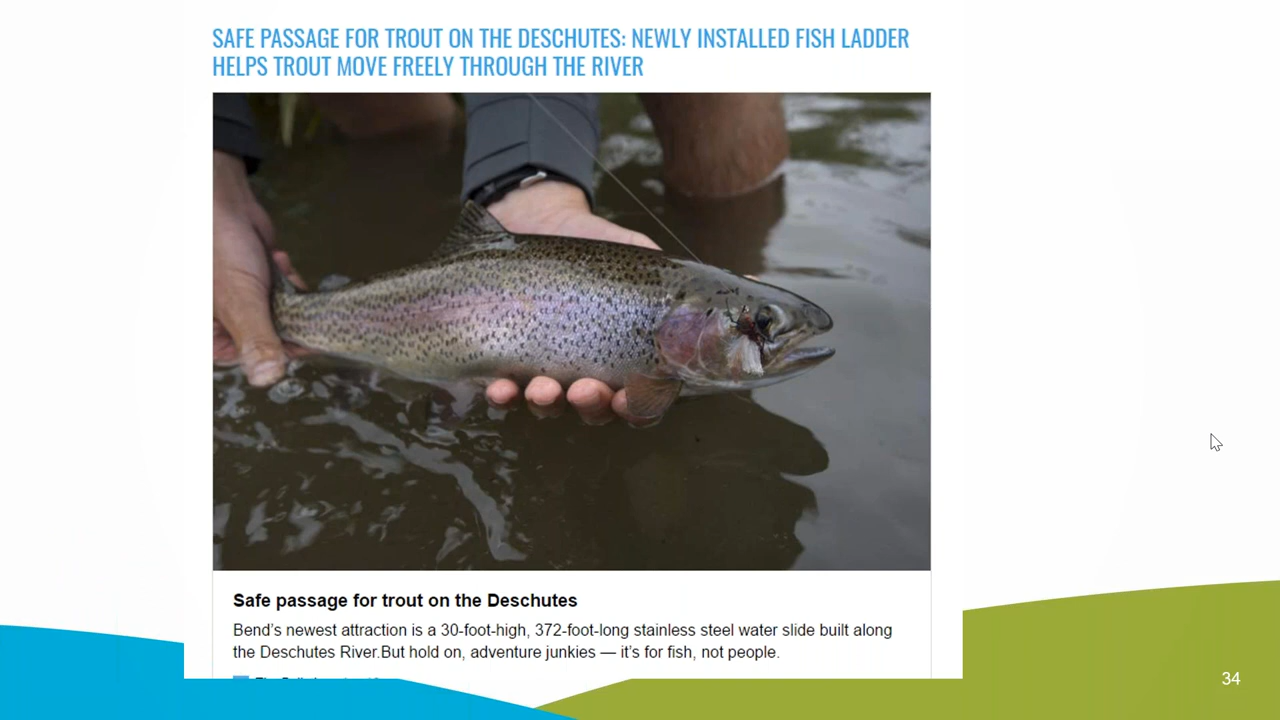 SAFE PASSAGE FOR TROUT ON THE DESCHUTES: NEWLY INSTALLED FISH LADDER
HELPS TROUT MOVE FREELY THROUGH THE RIVER
Safe passage for trout on the Deschutes
Bend’s newest attraction is a 30-foot-high, 372-foot-long stainless steel water slide built along
the Deschutes River.But hold on, adventure junkies — it’s for fish, not people.
34